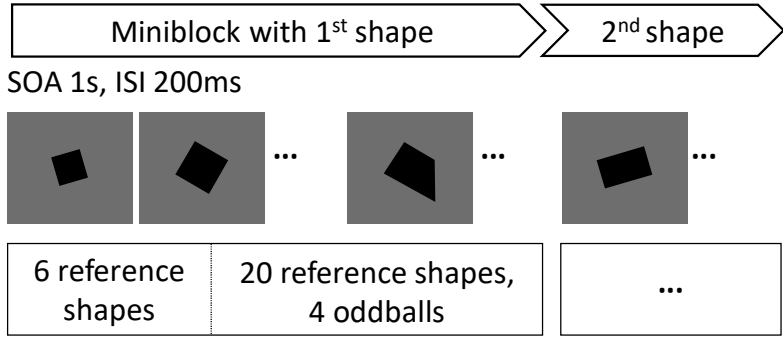 Miniblock with 1st shape
2nd shape
SOA 1s, ISI 200ms
...
...
...
6 reference
shapes
20 reference shapes,
4 oddballs
...